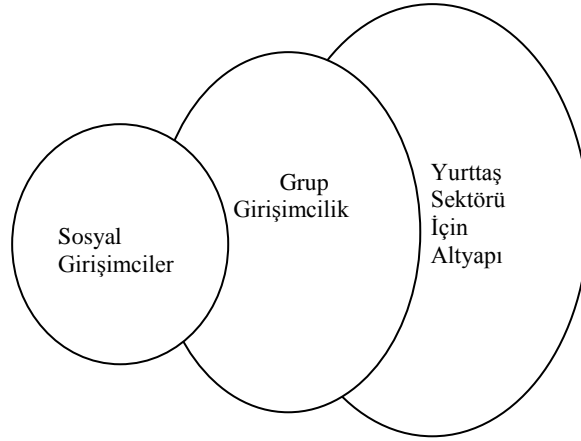 Sosyal
Girişimciler
Grup
Girişimcilik
Yurttaş
Sektörü
İçin
Altyapı